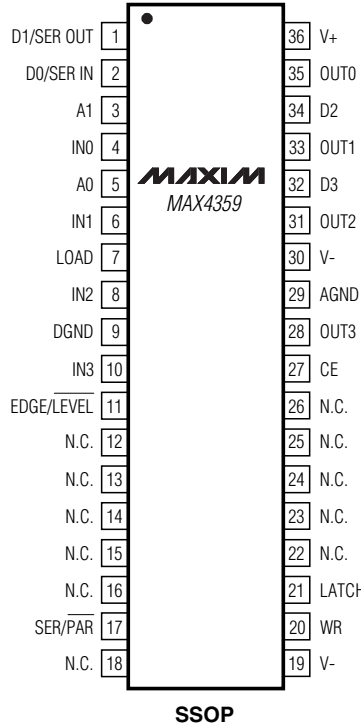 D1/SER OUT 1
D0/SER IN 2
A1 3
IN0 4
A0 5
IN1 6
LOAD 7
IN2 8
DGND 9
IN3 10
EDGE/LEVEL 11
N.C. 12
N.C. 13
N.C. 14
N.C. 15
N.C. 16
SER/PAR 17
N.C. 18
MAXIM
MAX4359
36 V+
35 OUT0
34 D2
33 OUT1
32 D3
31 OUT2
30 V-
29 AGND
28 OUT3
27 CE
26 N.C.
25 N.C.
24 N.C.
23 N.C.
22 N.C.
21 LATCH
20 WR
19 V-
SSOP